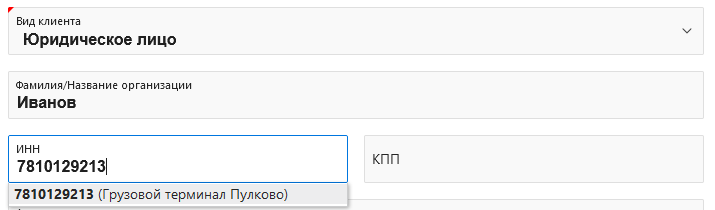 Вид клиента
Юридическое лицо
Фамилия/Название организации
Иванов
ИНН
7810129213
КПП
7810129213 (Грузовой терминал Пулково)